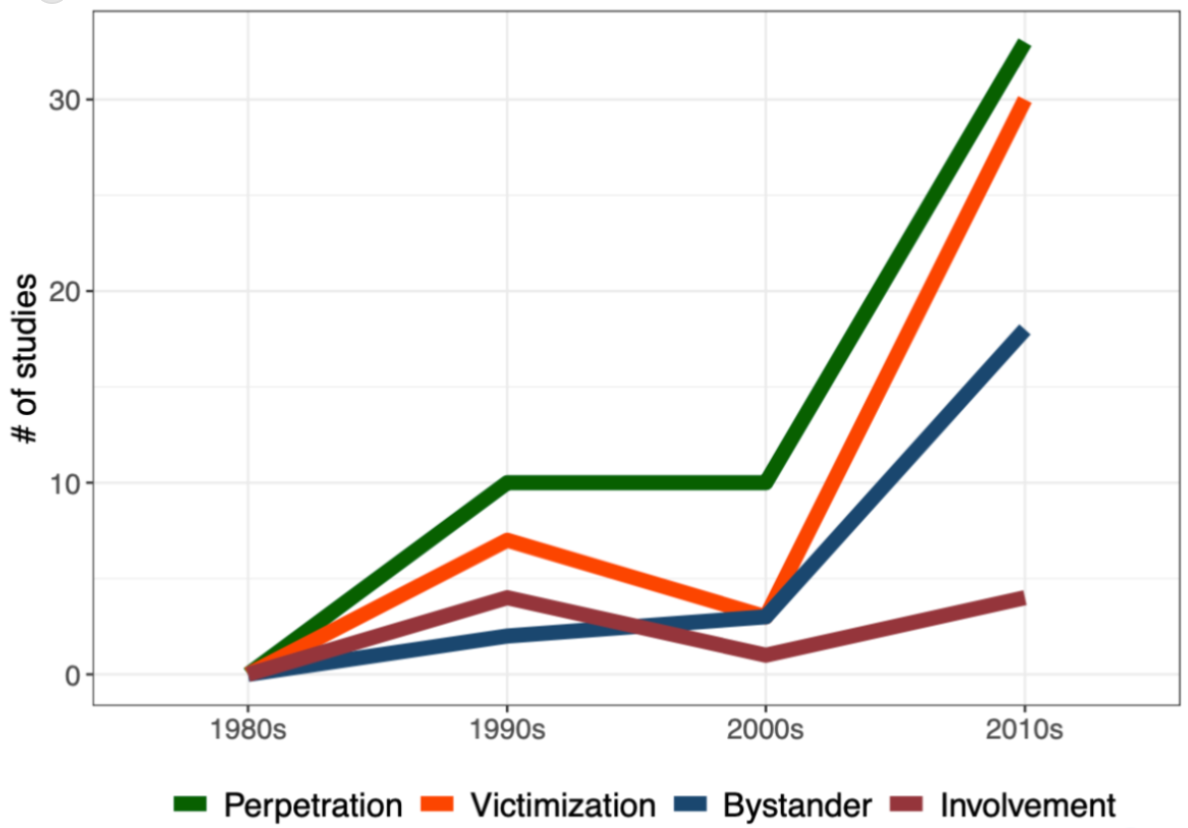 # of studies
30
20
10
0
1980s 1990s 2000s 2010s
Perpetration Victimization Bystander Involvement